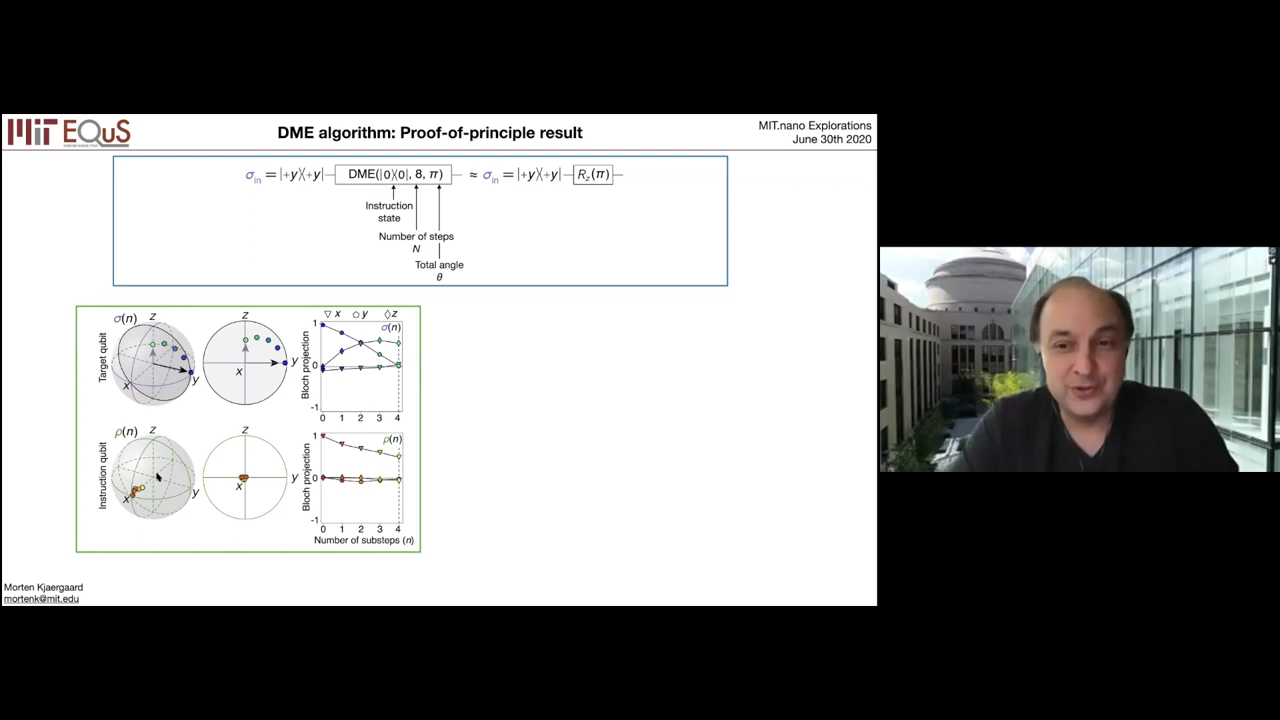 MIT EQuS
DME algorithm: Proof-of-principle result
MIT.nano Explorations
June 30th 2020
σin = |+y⟩⟨+y| DME(|0⟩⟨0|, 8, π) ≈ σin = |+y⟩⟨+y| Rz(π)
Instruction
state
Number of steps
N
Total angle
θ
Target qubit
σ(n)
z
x
y
z
x
y
▽ x ⬠ y ◊ z
σ(n)
Bloch projection
1
0
-1
0 1 2 3 4
Instruction qubit
ρ(n)
z
x
y
z
x
y
ρ(n)
Bloch projection
1
0
-1
0 1 2 3 4
Number of substeps (n)
Morten Kjaergaard
mortenk@mit.edu